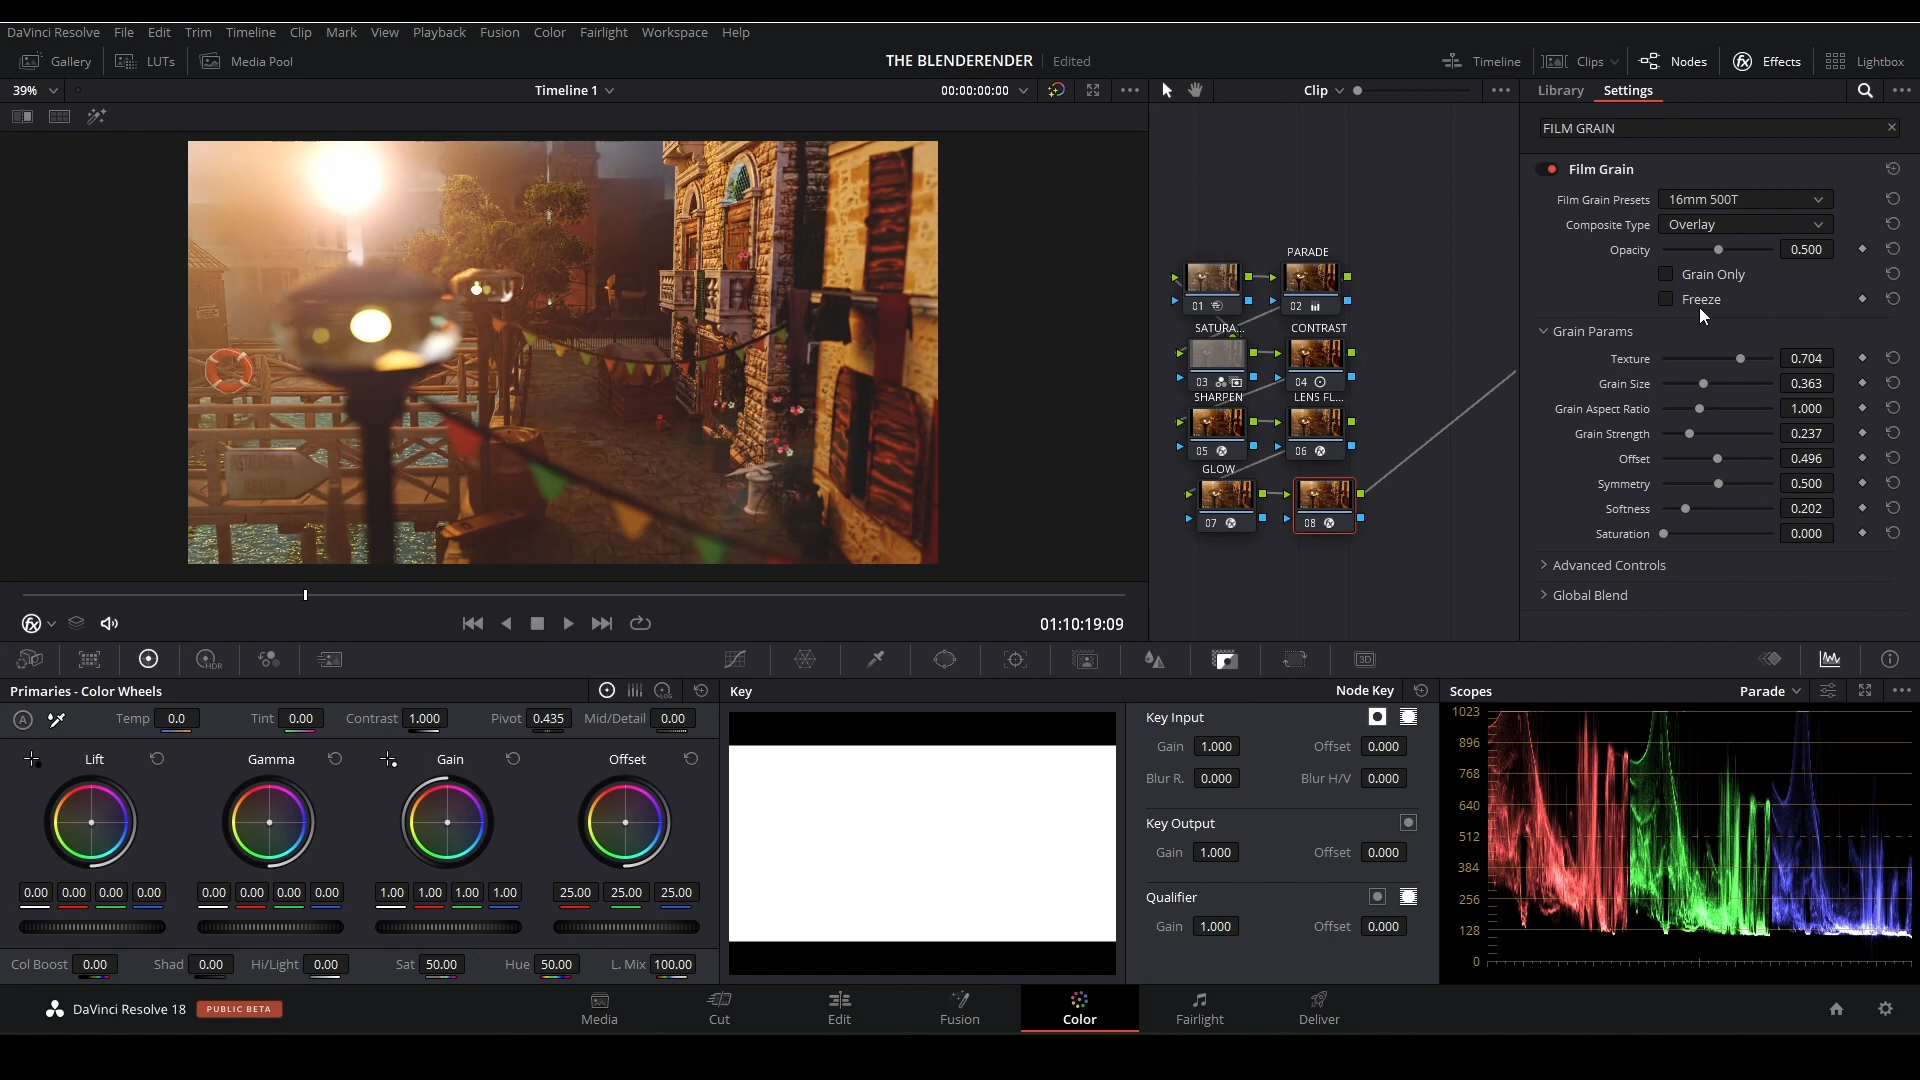 DaVinci Resolve File Edit Trim Timeline Clip Mark View Playback Fusion Color Fairlight Workspace Help
Gallery LUTs Media Pool THE BLENDERENDER Edited Timeline Clips Nodes Effects Lightbox
39% Timeline 1 00:00:00:00 Clip Library Settings
FILM GRAIN
Film Grain
Film Grain Presets 16mm 500T
Composite Type Overlay
Opacity 0.500
Grain Only
Freeze
Grain Params
Texture 0.704
Grain Size 0.363
Grain Aspect Ratio 1.000
Grain Strength 0.237
Offset 0.496
Symmetry 0.500
Softness 0.202
Saturation 0.000
Advanced Controls
Global Blend
PARADE
01 02
SATURA... CONTRAST
03 04
SHARPEN LENS FL...
05 06
GLOW
07 08
01:10:19:09
HDR 3D
Primaries - Color Wheels
A Temp 0.0 Tint 0.00 Contrast 1.000 Pivot 0.435 Mid/Detail 0.00
Lift Gamma Gain Offset
0.00 0.00 0.00 0.00 0.00 0.00 0.00 0.00 1.00 1.00 1.00 1.00 25.00 25.00 25.00
Col Boost 0.00 Shad 0.00 Hi/Light 0.00 Sat 50.00 Hue 50.00 L. Mix 100.00
Key Node Key
Key Input
Gain 1.000 Offset 0.000
Blur R. 0.000 Blur H/V 0.000
Key Output
Gain 1.000 Offset 0.000
Qualifier
Gain 1.000 Offset 0.000
Scopes Parade
1023
896
768
640
512
384
256
128
0
DaVinci Resolve 18 PUBLIC BETA
Media Cut Edit Fusion Color Fairlight Deliver